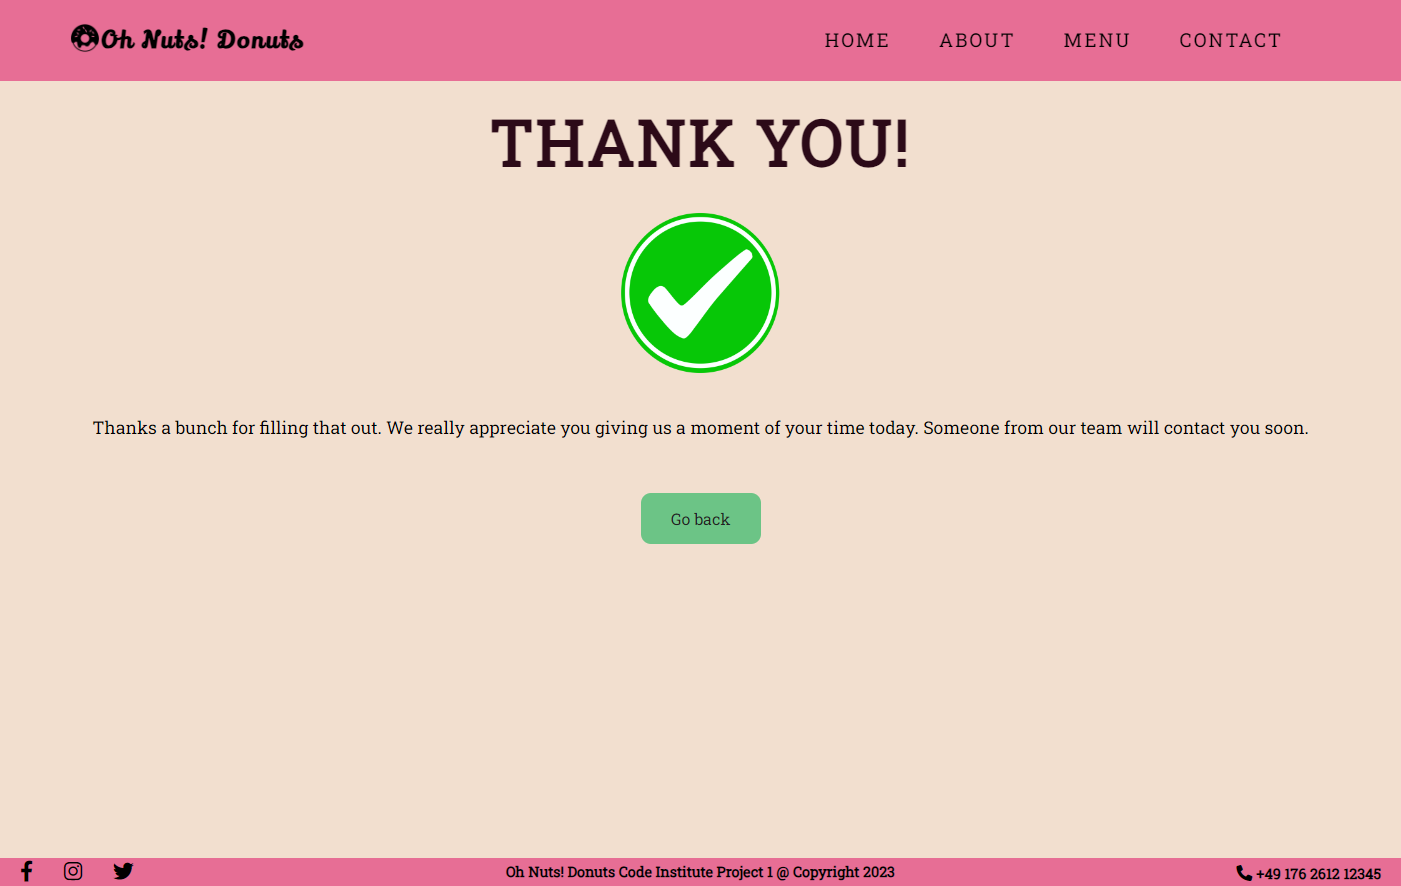 Oh Nuts! Donuts
HOME ABOUT MENU CONTACT
THANK YOU!
Thanks a bunch for filling that out. We really appreciate you giving us a moment of your time today. Someone from our team will contact you soon.
Go back
Oh Nuts! Donuts Code Institute Project 1 @ Copyright 2023
+49 176 2612 12345